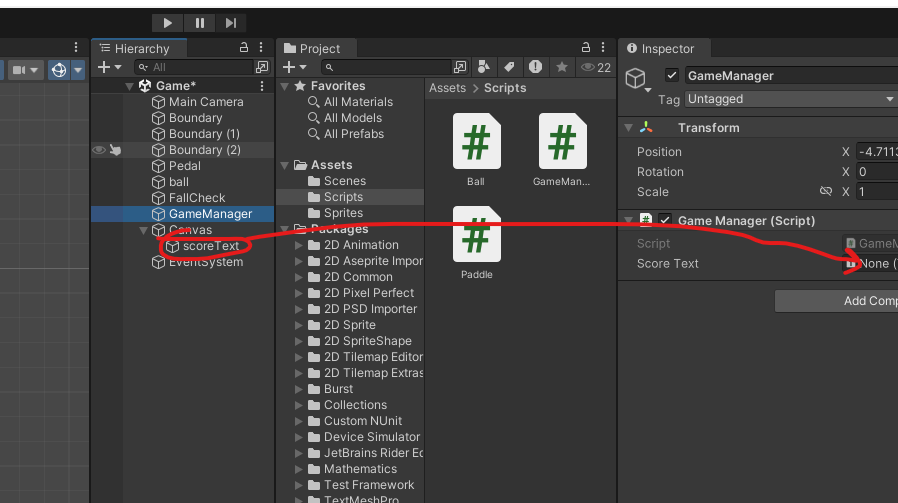 Hierarchy
All
Game*
Main Camera
Boundary
Boundary (1)
Boundary (2)
Pedal
ball
FallCheck
GameManager
Canvas
scoreText
EventSystem
Project
22
Favorites
All Materials
All Models
All Prefabs
Assets
Scenes
Scripts
Sprites
Packages
2D Animation
2D Aseprite Impor
2D Common
2D Pixel Perfect
2D PSD Importer
2D Sprite
2D SpriteShape
2D Tilemap Editor
2D Tilemap Extras
Burst
Collections
Custom NUnit
Device Simulator
JetBrains Rider Ed
Mathematics
Test Framework
TextMeshPro
Assets > Scripts
Ball
GameMan...
Paddle
Inspector
GameManager
Tag Untagged
Transform
Position X -4.7113
Rotation X 0
Scale X 1
Game Manager (Script)
Script GameM
Score Text None (
Add Comp